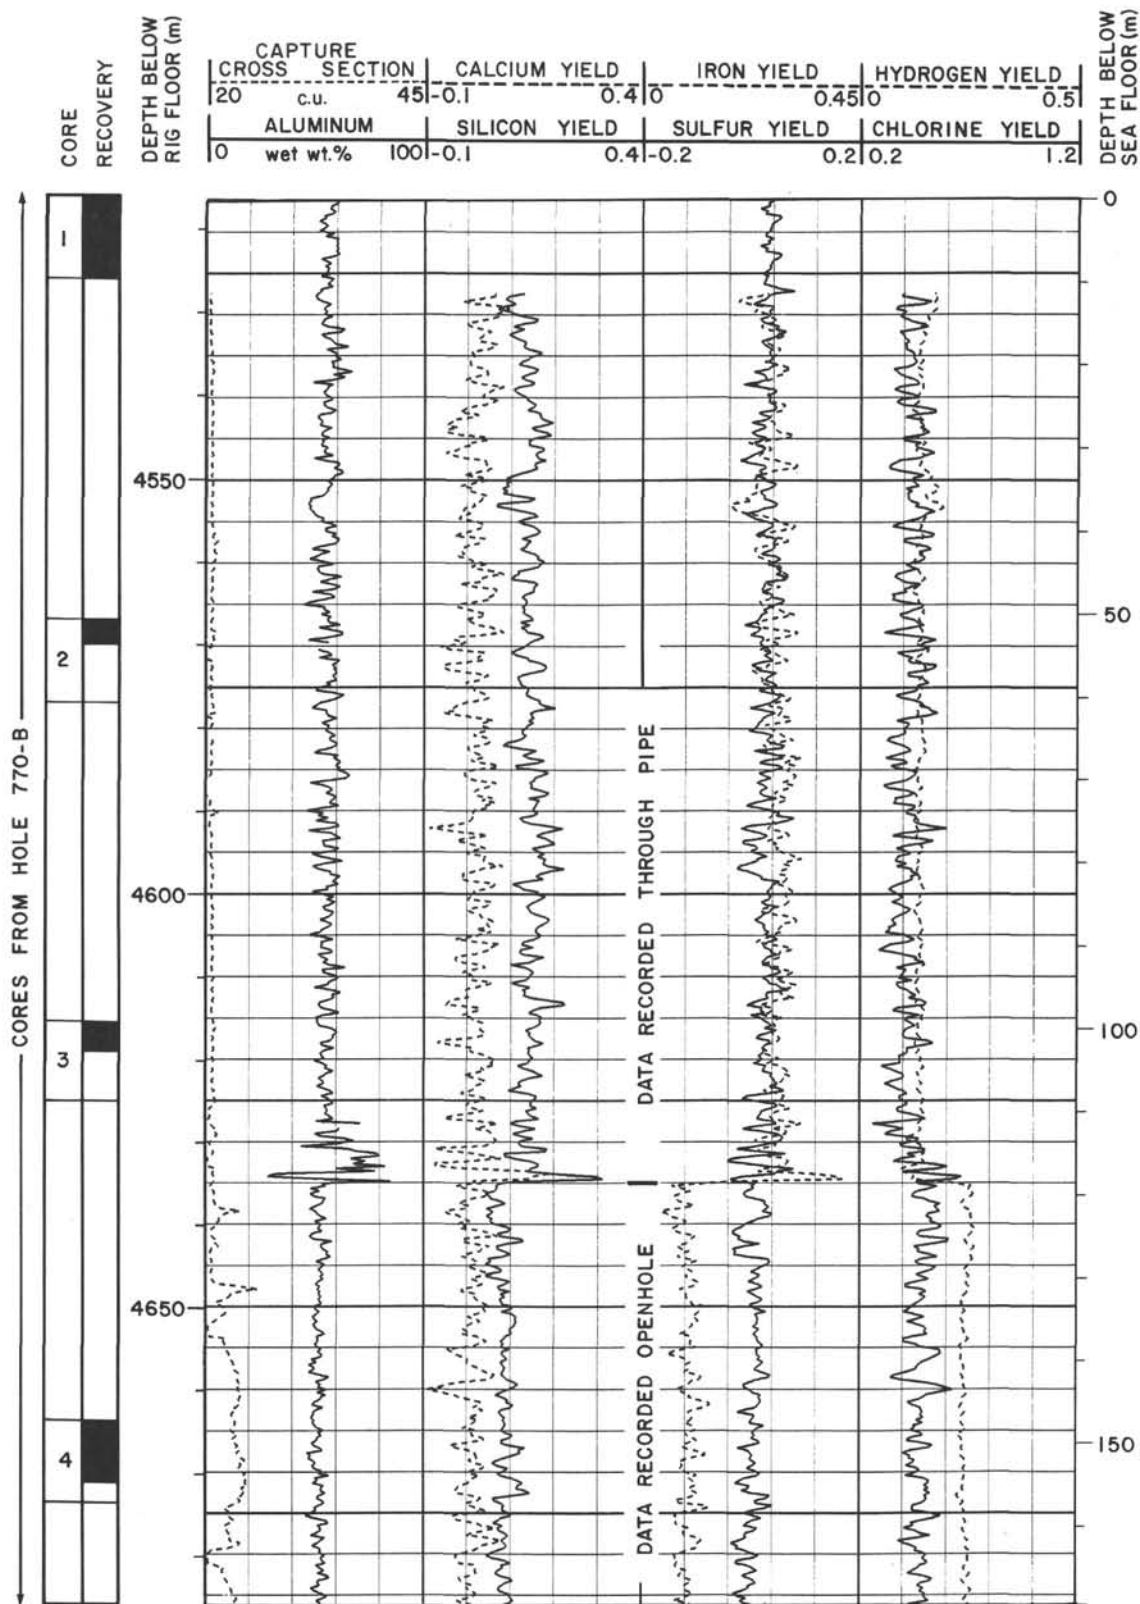 CORE
RECOVERY
DEPTH BELOW
RIG FLOOR (m)
CAPTURE
CROSS SECTION
20 c.u. 45
ALUMINUM
0 wet wt.% 100
CALCIUM YIELD
-0.1 0.4
SILICON YIELD
-0.1 0.4
IRON YIELD
0 0.45
SULFUR YIELD
-0.2 0.2
HYDROGEN YIELD
0 0.5
CHLORINE YIELD
0.2 1.2
DEPTH BELOW
SEA FLOOR (m)
CORES FROM HOLE 770-B
1
2
3
4
4550
4600
4650
DATA RECORDED THROUGH PIPE
DATA RECORDED OPENHOLE
0
50
100
150